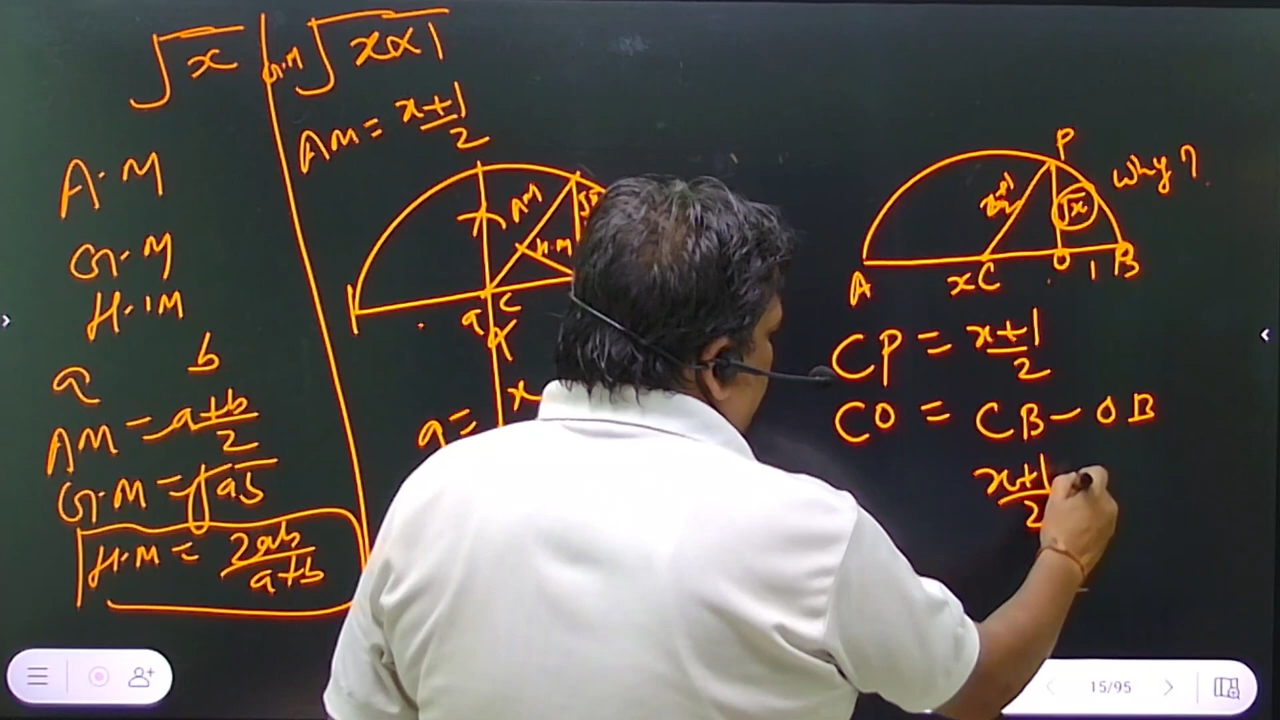 √x
G.M √x×1
AM = x+1/2
A.M
G.M
H.M
a b
AM = a+b/2
G.M = √ab
H.M = 2ab/a+b
A.M
√x
H.M
C
a
x
a =
P
Why?
x+1/2
√x
A xC O 1 B
CP = x+1/2
CO = CB - OB
x+1/2
15/95